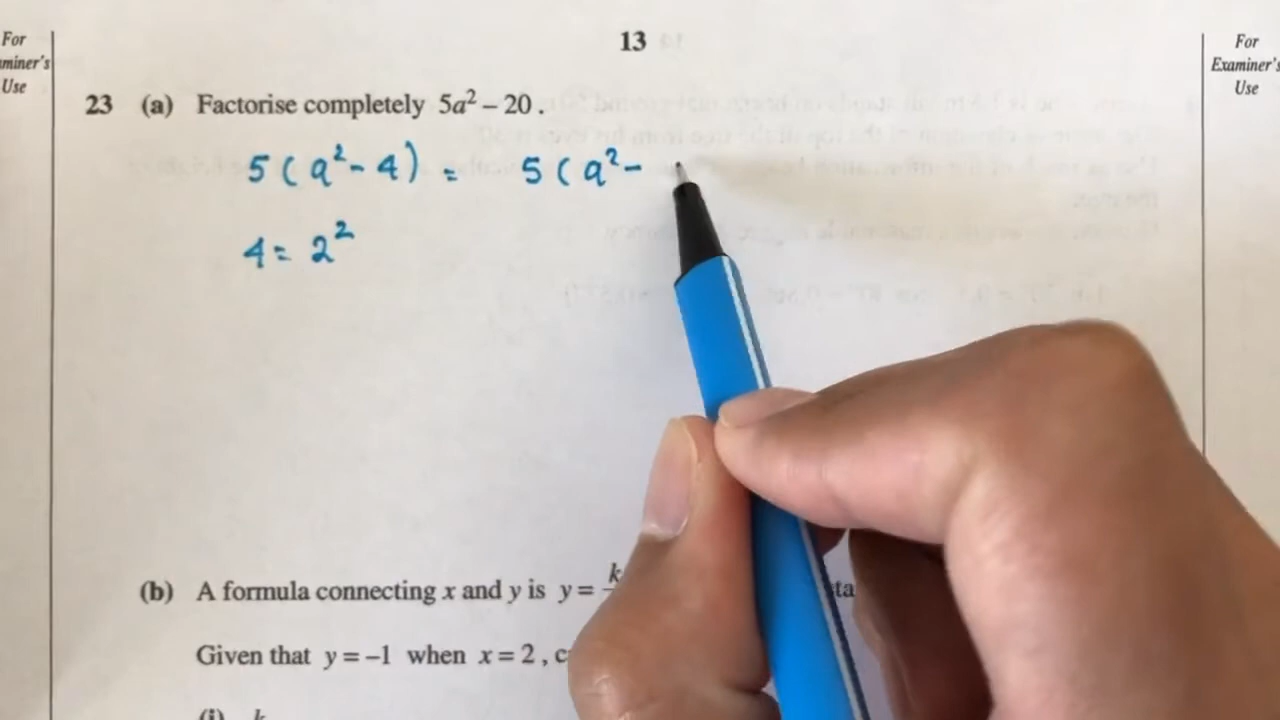 For
miner's
Use
13
For
Examiner's
Use
23 (a) Factorise completely 5a² – 20 .
5 ( a² - 4 ) = 5 ( a² -
4 = 2²
(b) A formula connecting x and y is y = k
Given that y = –1 when x = 2 , c
(i) k